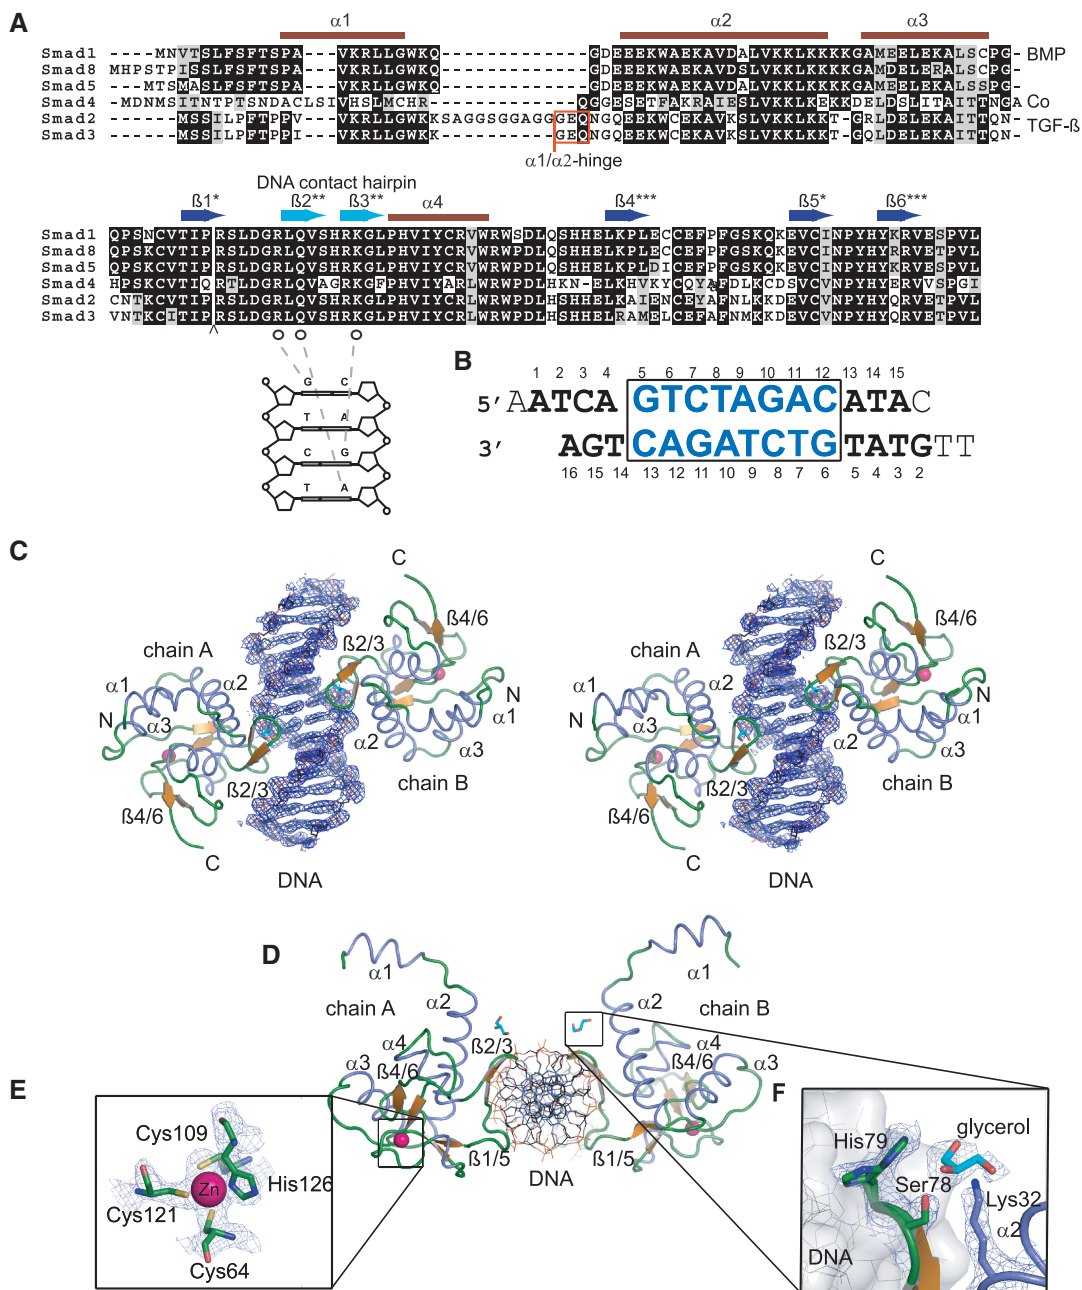 A
α1
α2
α3
Smad1 -----MNVTSLFSFTSPA---VKRLLGWKQ-------------GDEEEKWAEKAVDALVKKLKKKKGAMEELEKALSCPG- BMP
Smad8 MHPSTPISSLFSFTSPA---VKRLLGWKQ-------------GDEEEKWAEKAVDSLVKKLKKKKGAMDELERALSCPG-
Smad5 -----MTSMASLFSFTSPA---VKRLLGWKQ-------------GDEEEKWAEKAVDALVKKLKKKKGAMEELEKALSSPG-
Smad4 -MDNMSITNTPTSNDACLSIVHSLMCHR-------------QGGESETFAKRAIESLVKKLKEKKDELDSLITAITTNGA Co
Smad2 ------MSSILPFTPPV---VKRLLGWKKSAGGSGGAGGGEQNGQEEKWCEKAVKSLVKKLKKT-GRLDELEKAITTQN- TGF-ß
Smad3 ------MSSILPFTPPI---VKRLLGWKK-----------GEQNGQEEKWCEKAVKSLVKKLKKT-GQLDELEKAITTQN-
α1/α2-hinge
DNA contact hairpin
ß1* ß2** ß3** α4 ß4*** ß5* ß6***
Smad1 QPSNCVTIPRSLDGRLQVSHRKGLPHVIYCRVWRWSDLQSHHELKPLECCEFPFGSKQKEVCINPYHYKRVESPVL
Smad8 QPSKCVTIPRSLDGRLQVSHRKGLPHVIYCRVWRWPDLQSHHELKPLECCEFPFGSKQKEVCINPYHYRRVETPVL
Smad5 QPSKCVTIPRSLDGRLQVSHRKGLPHVIYCRVWRWPDLQSHHELKPLDICEFPFGSKQKEVCINPYHYKRVESPVL
Smad4 HPSKCVTIQRTLDGRLQVAGRKGFPHVIYARLWRWPDLHKN-ELKHVKYCQYAFDLKCDSVCVNPYHYERVVSPGI
Smad2 CNTKCVTIPRSLDGRLQVSHRKGLPHVIYCRLWRWPDLHSHHELKAIENCEYAFNLKKDEVCVNPYHYQRVETPVL
Smad3 VNTKCITIPRSLDGRLQVSHRKGLPHVIYCRLWRWPDLHSHHELRAMELCEFAFNMKKDEVCVNPYHYQRVETPVL
G C
T A
C G
T A
B
1 2 3 4 5 6 7 8 9 10 11 12 13 14 15
5' AATCA GTCTAGAC ATAC
3' AGT CAGATCTG TATGTT
16 15 14 13 12 11 10 9 8 7 6 5 4 3 2
C
C
ß4/6
ß2/3
chain A
α1
α2
N
α3
N
α1
α2
α3
chain B
ß2/3
ß4/6
C
DNA
C
ß4/6
ß2/3
chain A
α1
α2
N
α3
N
α1
α2
α3
chain B
ß2/3
ß4/6
C
DNA
D
α1
α1
chain A
α2
α2
chain B
α4
ß2/3
α4
α3
ß4/6
ß4/6
α3
ß1/5
ß1/5
DNA
E
Cys109
Zn
His126
Cys121
Cys64
F
His79
glycerol
Ser78
Lys32
α2
DNA